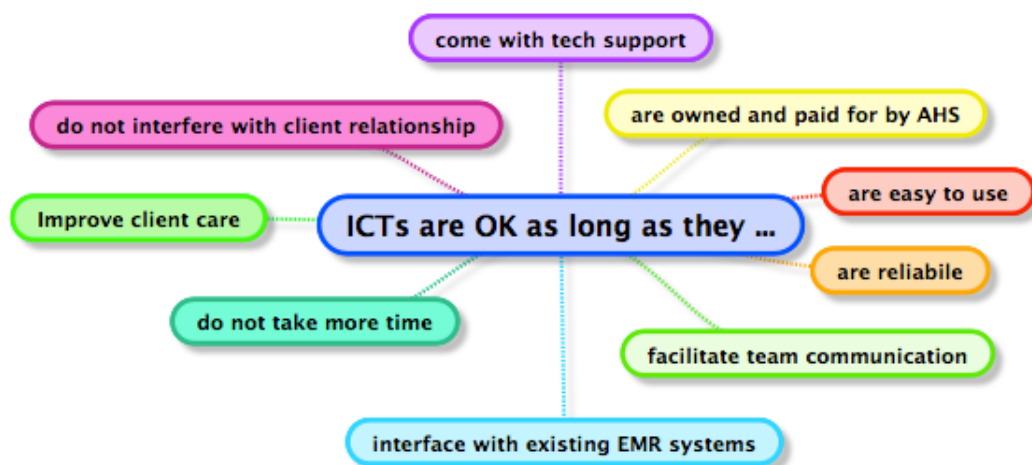 come with tech support
do not interfere with client relationship
are owned and paid for by AHS
are easy to use
Improve client care
ICTs are OK as long as they ...
are reliabile
do not take more time
facilitate team communication
interface with existing EMR systems